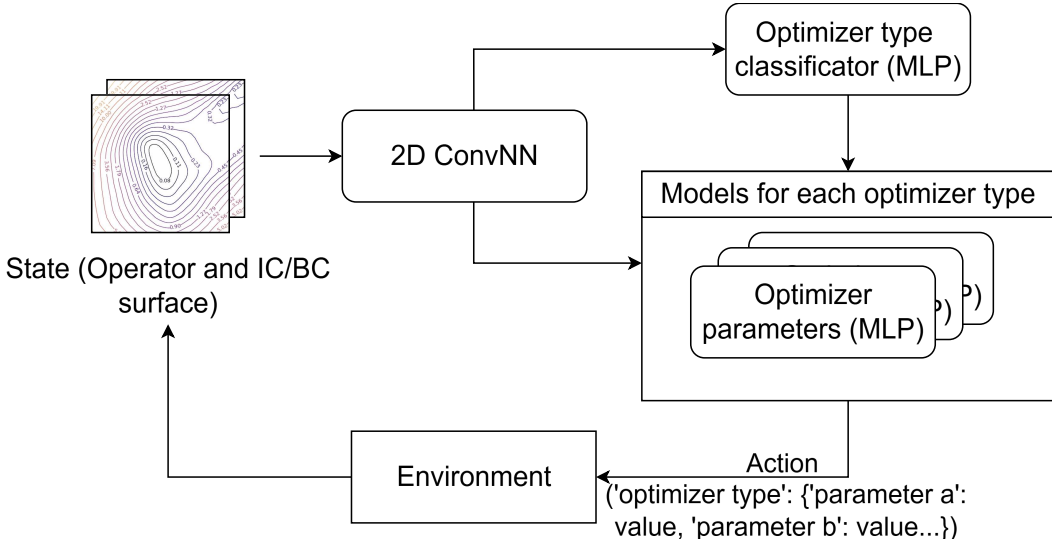 Optimizer type
classificator (MLP)
2D ConvNN
Models for each optimizer type
Optimizer
parameters (MLP)
P)
P)
State (Operator and IC/BC
surface)
Environment
Action
('optimizer type': {'parameter a':
value, 'parameter b': value...})